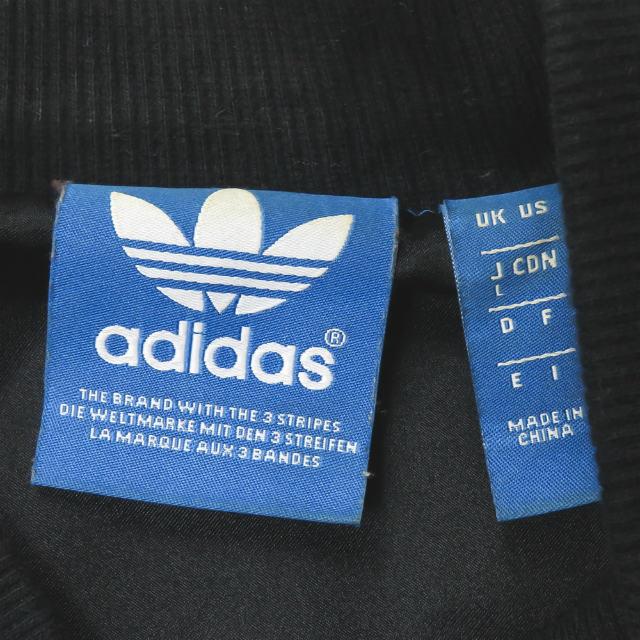 adidas®
THE BRAND WITH THE 3 STRIPES
DIE WELTMARKE MIT DEN 3 STREIFEN
LA MARQUE AUX 3 BANDES
UK US
J CDN
L
D F
E I
MADE IN
CHINA